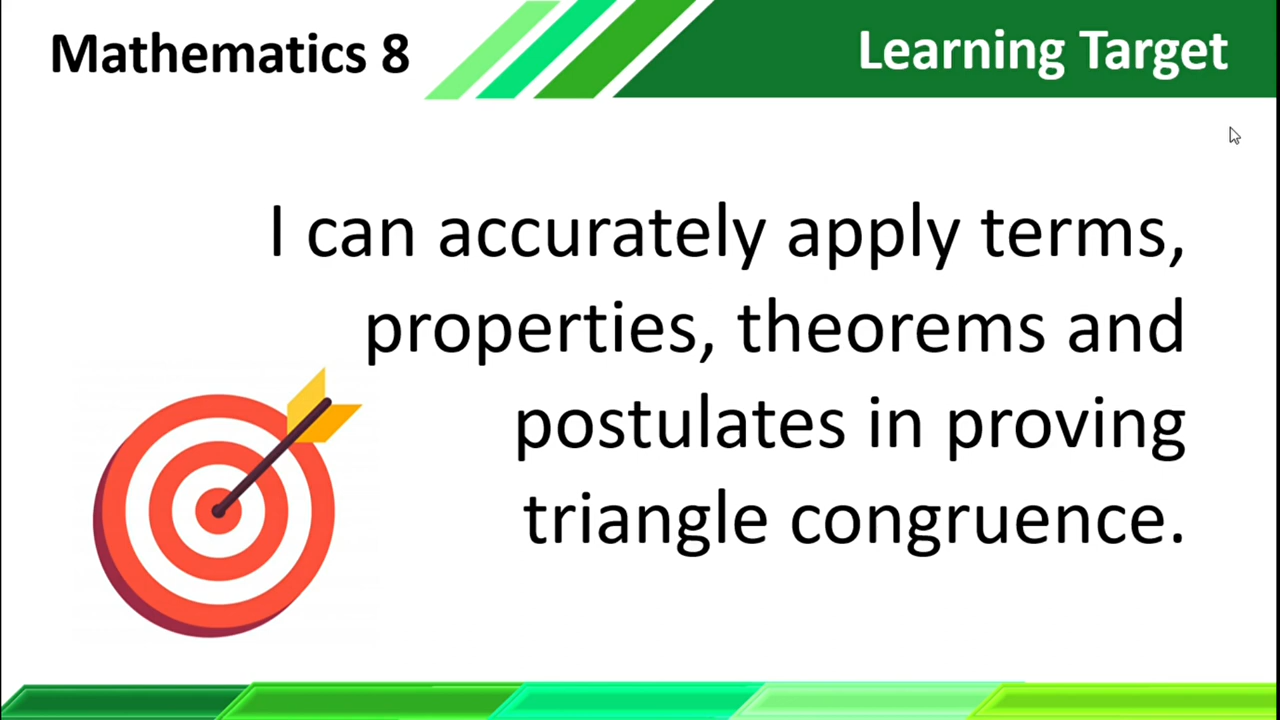 Mathematics 8
Learning Target
I can accurately apply terms,
properties, theorems and
postulates in proving
triangle congruence.